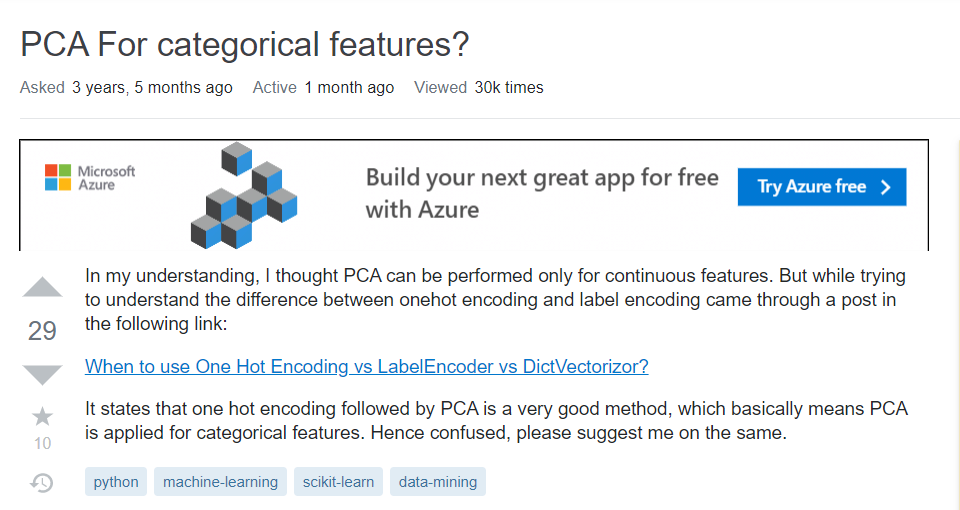 PCA For categorical features?
Asked 3 years, 5 months ago Active 1 month ago Viewed 30k times
Microsoft
Azure
Build your next great app for free
with Azure
Try Azure free
In my understanding, I thought PCA can be performed only for continuous features. But while trying
to understand the difference between onehot encoding and label encoding came through a post in
the following link:
29
When to use One Hot Encoding vs LabelEncoder vs DictVectorizor?
It states that one hot encoding followed by PCA is a very good method, which basically means PCA
is applied for categorical features. Hence confused, please suggest me on the same.
10
python machine-learning scikit-learn data-mining